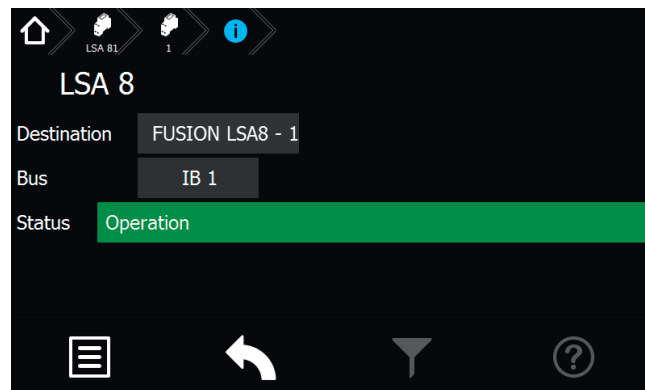 LSA 81
1
i
LSA 8
Destination FUSION LSA8 - 1
Bus IB 1
Status Operation
?